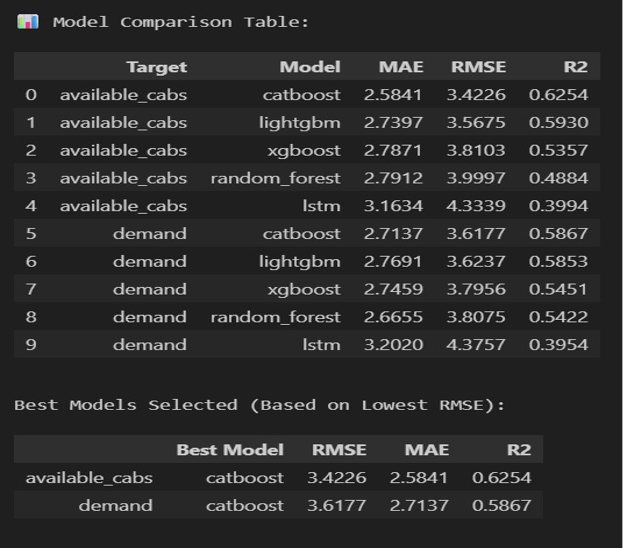 📊 Model Comparison Table:
Target Model MAE RMSE R2
0 available_cabs catboost 2.5841 3.4226 0.6254
1 available_cabs lightgbm 2.7397 3.5675 0.5930
2 available_cabs xgboost 2.7871 3.8103 0.5357
3 available_cabs random_forest 2.7912 3.9997 0.4884
4 available_cabs lstm 3.1634 4.3339 0.3994
5 demand catboost 2.7137 3.6177 0.5867
6 demand lightgbm 2.7691 3.6237 0.5853
7 demand xgboost 2.7459 3.7956 0.5451
8 demand random_forest 2.6655 3.8075 0.5422
9 demand lstm 3.2020 4.3757 0.3954
Best Models Selected (Based on Lowest RMSE):
Best Model RMSE MAE R2
available_cabs catboost 3.4226 2.5841 0.6254
demand catboost 3.6177 2.7137 0.5867